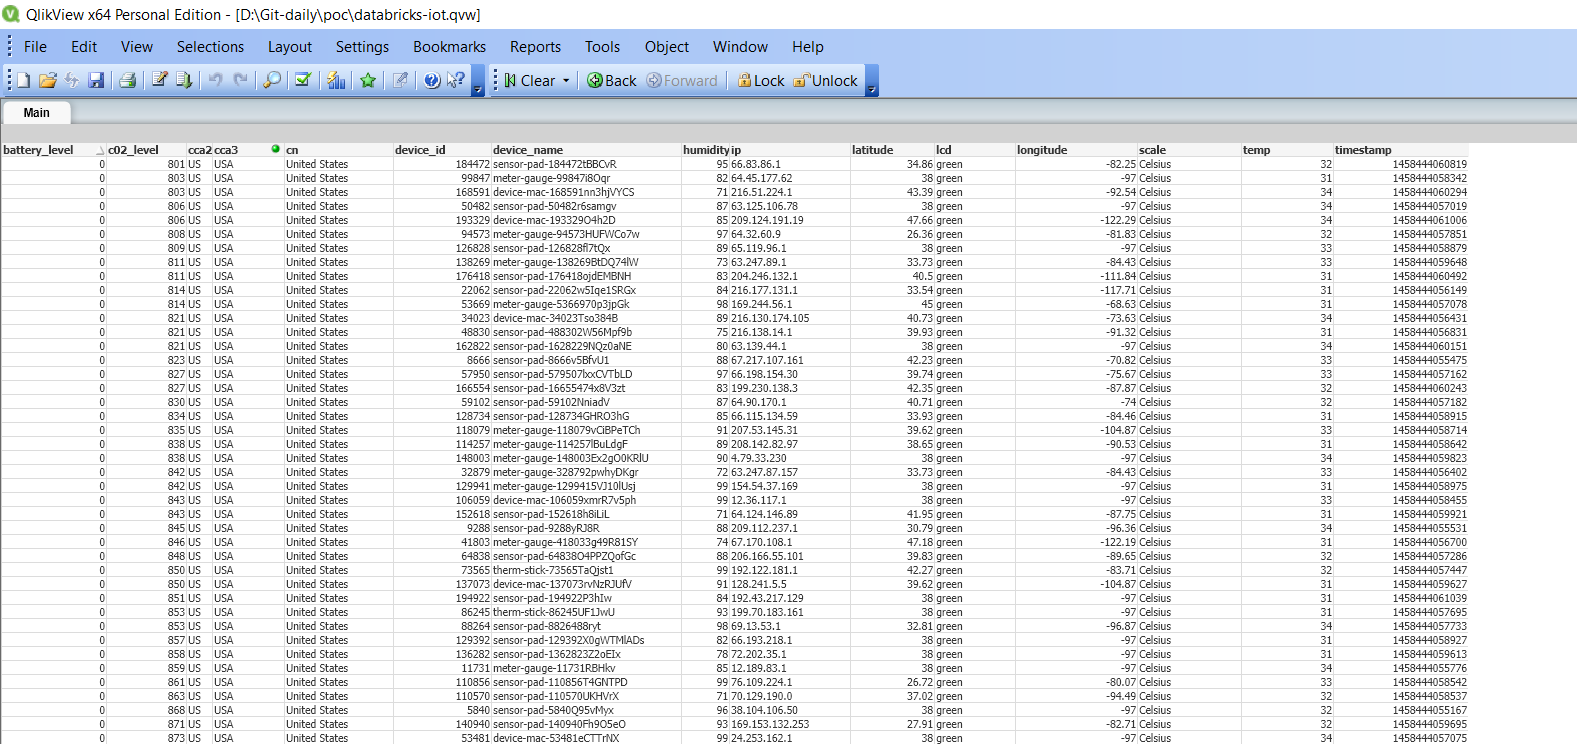 QlikView x64 Personal Edition - [D:\Git-daily\poc\databricks-iot.qvw]
File Edit View Selections Layout Settings Bookmarks Reports Tools Object Window Help
Clear Back Forward Lock Unlock
Main
battery_level c02_level cca2 cca3 cn device_id device_name humidity ip latitude lcd longitude scale temp timestamp
0 801 US USA United States 184472 sensor-pad-184472tBBCvR 95 66.83.86.1 34.86 green -82.25 Celsius 32 1458444060819
0 803 US USA United States 99847 meter-gauge-99847i8Oqr 82 64.45.177.62 38 green -97 Celsius 31 1458444058342
0 803 US USA United States 168591 device-mac-168591nn3hjVYCS 71 216.51.224.1 43.39 green -92.54 Celsius 34 1458444060294
0 806 US USA United States 50482 sensor-pad-50482r6samgv 87 63.125.106.78 38 green -97 Celsius 34 1458444057019
0 806 US USA United States 193329 device-mac-193329O4h2D 85 209.124.191.19 47.66 green -122.29 Celsius 34 1458444061006
0 808 US USA United States 94573 meter-gauge-94573HUFWCo7w 97 64.32.60.9 26.36 green -81.83 Celsius 32 1458444057851
0 809 US USA United States 126828 sensor-pad-126828fl7tQx 89 65.119.96.1 38 green -97 Celsius 33 1458444058879
0 811 US USA United States 138269 meter-gauge-138269BtDQ74lW 73 63.247.89.1 33.73 green -84.43 Celsius 33 1458444059648
0 811 US USA United States 176418 sensor-pad-176418ojdEMBNH 83 204.246.132.1 40.5 green -111.84 Celsius 31 1458444060492
0 814 US USA United States 22062 sensor-pad-22062w5Iqe1SRGx 84 216.177.131.1 33.54 green -117.71 Celsius 31 1458444056149
0 814 US USA United States 53669 meter-gauge-5366970p3jpGk 98 169.244.56.1 45 green -68.63 Celsius 31 1458444057078
0 821 US USA United States 34023 device-mac-34023Tso384B 89 216.130.174.105 40.73 green -73.63 Celsius 34 1458444056431
0 821 US USA United States 48830 sensor-pad-488302W56Mpf9b 75 216.138.14.1 39.93 green -91.32 Celsius 31 1458444056831
0 821 US USA United States 162822 sensor-pad-1628229NQz0aNE 80 63.139.44.1 38 green -97 Celsius 34 1458444060151
0 823 US USA United States 8666 sensor-pad-8666v5BfvU1 88 67.217.107.161 42.23 green -70.82 Celsius 33 1458444055475
0 827 US USA United States 57950 sensor-pad-579507lxxCVTbLD 97 66.198.154.30 39.74 green -75.67 Celsius 33 1458444057162
0 827 US USA United States 166554 sensor-pad-16655474x8V3zt 83 199.230.138.3 42.35 green -87.87 Celsius 32 1458444060243
0 830 US USA United States 59102 sensor-pad-59102NniadV 87 64.90.170.1 40.71 green -74 Celsius 32 1458444057182
0 834 US USA United States 128734 sensor-pad-128734GHRO3hG 85 66.115.134.59 33.93 green -84.46 Celsius 31 1458444058915
0 835 US USA United States 118079 meter-gauge-118079vCiBPeTCh 91 207.53.145.31 39.62 green -104.87 Celsius 33 1458444058714
0 838 US USA United States 114257 meter-gauge-114257lBuLdgF 89 208.142.82.97 38.65 green -90.53 Celsius 31 1458444058642
0 838 US USA United States 148003 meter-gauge-148003Ex2gO0KRlU 90 4.79.33.230 38 green -97 Celsius 34 1458444059823
0 842 US USA United States 32879 meter-gauge-328792pwhyDKgr 72 63.247.87.157 33.73 green -84.43 Celsius 33 1458444056402
0 842 US USA United States 129941 meter-gauge-1299415VJ10lUsj 99 154.54.37.169 38 green -97 Celsius 31 1458444058975
0 843 US USA United States 106059 device-mac-106059xmrR7v5ph 99 12.36.117.1 38 green -97 Celsius 33 1458444058455
0 843 US USA United States 152618 sensor-pad-152618h8iLiL 71 64.124.146.89 41.95 green -87.75 Celsius 31 1458444059921
0 845 US USA United States 9288 sensor-pad-9288yRJ8R 88 209.112.237.1 30.79 green -96.36 Celsius 34 1458444055531
0 846 US USA United States 41803 meter-gauge-418033g49R81SY 74 67.170.108.1 47.18 green -122.19 Celsius 31 1458444056700
0 848 US USA United States 64838 sensor-pad-64838O4PPZQofGc 88 206.166.55.101 39.83 green -89.65 Celsius 32 1458444057286
0 850 US USA United States 73565 therm-stick-73565TaQjst1 99 192.122.181.1 42.27 green -83.71 Celsius 32 1458444057447
0 850 US USA United States 137073 device-mac-137073rvNzRJUfV 91 128.241.5.5 39.62 green -104.87 Celsius 31 1458444059627
0 851 US USA United States 194922 sensor-pad-194922P3hIw 84 192.43.217.129 38 green -97 Celsius 31 1458444061039
0 853 US USA United States 86245 therm-stick-86245UF1JwU 93 199.70.183.161 38 green -97 Celsius 31 1458444057695
0 853 US USA United States 88264 sensor-pad-8826488ryt 98 69.13.53.1 32.81 green -96.87 Celsius 34 1458444057733
0 857 US USA United States 129392 sensor-pad-129392X0gWTMlADs 82 66.193.218.1 38 green -97 Celsius 31 1458444058927
0 858 US USA United States 136282 sensor-pad-1362823Z2oEIx 78 72.202.35.1 38 green -97 Celsius 31 1458444059613
0 859 US USA United States 11731 meter-gauge-11731RBHkv 85 12.189.83.1 38 green -97 Celsius 34 1458444055776
0 861 US USA United States 110856 sensor-pad-110856T4GNTPD 99 76.109.224.1 26.72 green -80.07 Celsius 33 1458444058542
0 863 US USA United States 110570 sensor-pad-110570UKHVrX 71 70.129.190.0 37.02 green -94.49 Celsius 32 1458444058537
0 868 US USA United States 5840 sensor-pad-5840Q95vMyx 96 38.104.106.50 38 green -97 Celsius 32 1458444055167
0 871 US USA United States 140940 sensor-pad-140940Fh9O5eO 93 169.153.132.253 27.91 green -82.71 Celsius 32 1458444059695
0 873 US USA United States 53481 device-mac-53481eCTTrNX 99 24.253.162.1 38 green -97 Celsius 34 1458444057075